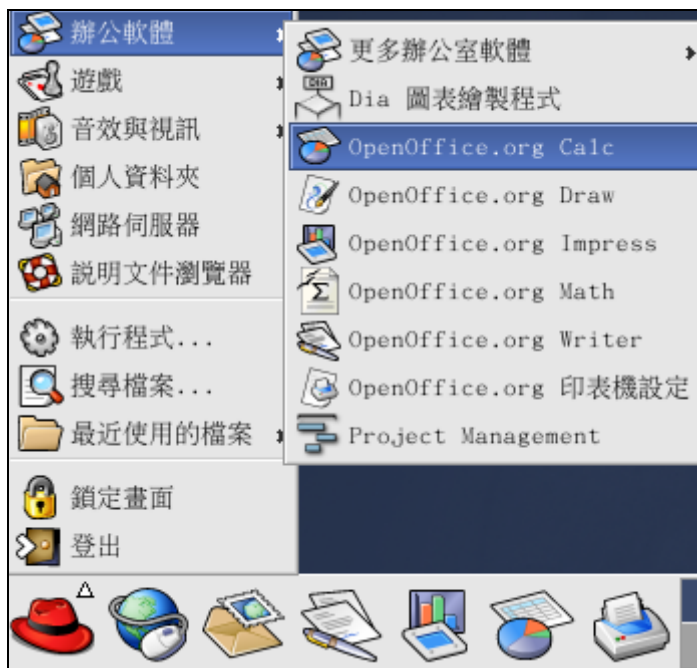 辦公軟體
遊戲
音效與視訊
個人資料夾
網路伺服器
說明文件瀏覽器
執行程式...
搜尋檔案...
最近使用的檔案
鎖定畫面
登出
更多辦公室軟體
Dia 圖表繪製程式
OpenOffice.org Calc
OpenOffice.org Draw
OpenOffice.org Impress
OpenOffice.org Math
OpenOffice.org Writer
OpenOffice.org 印表機設定
Project Management